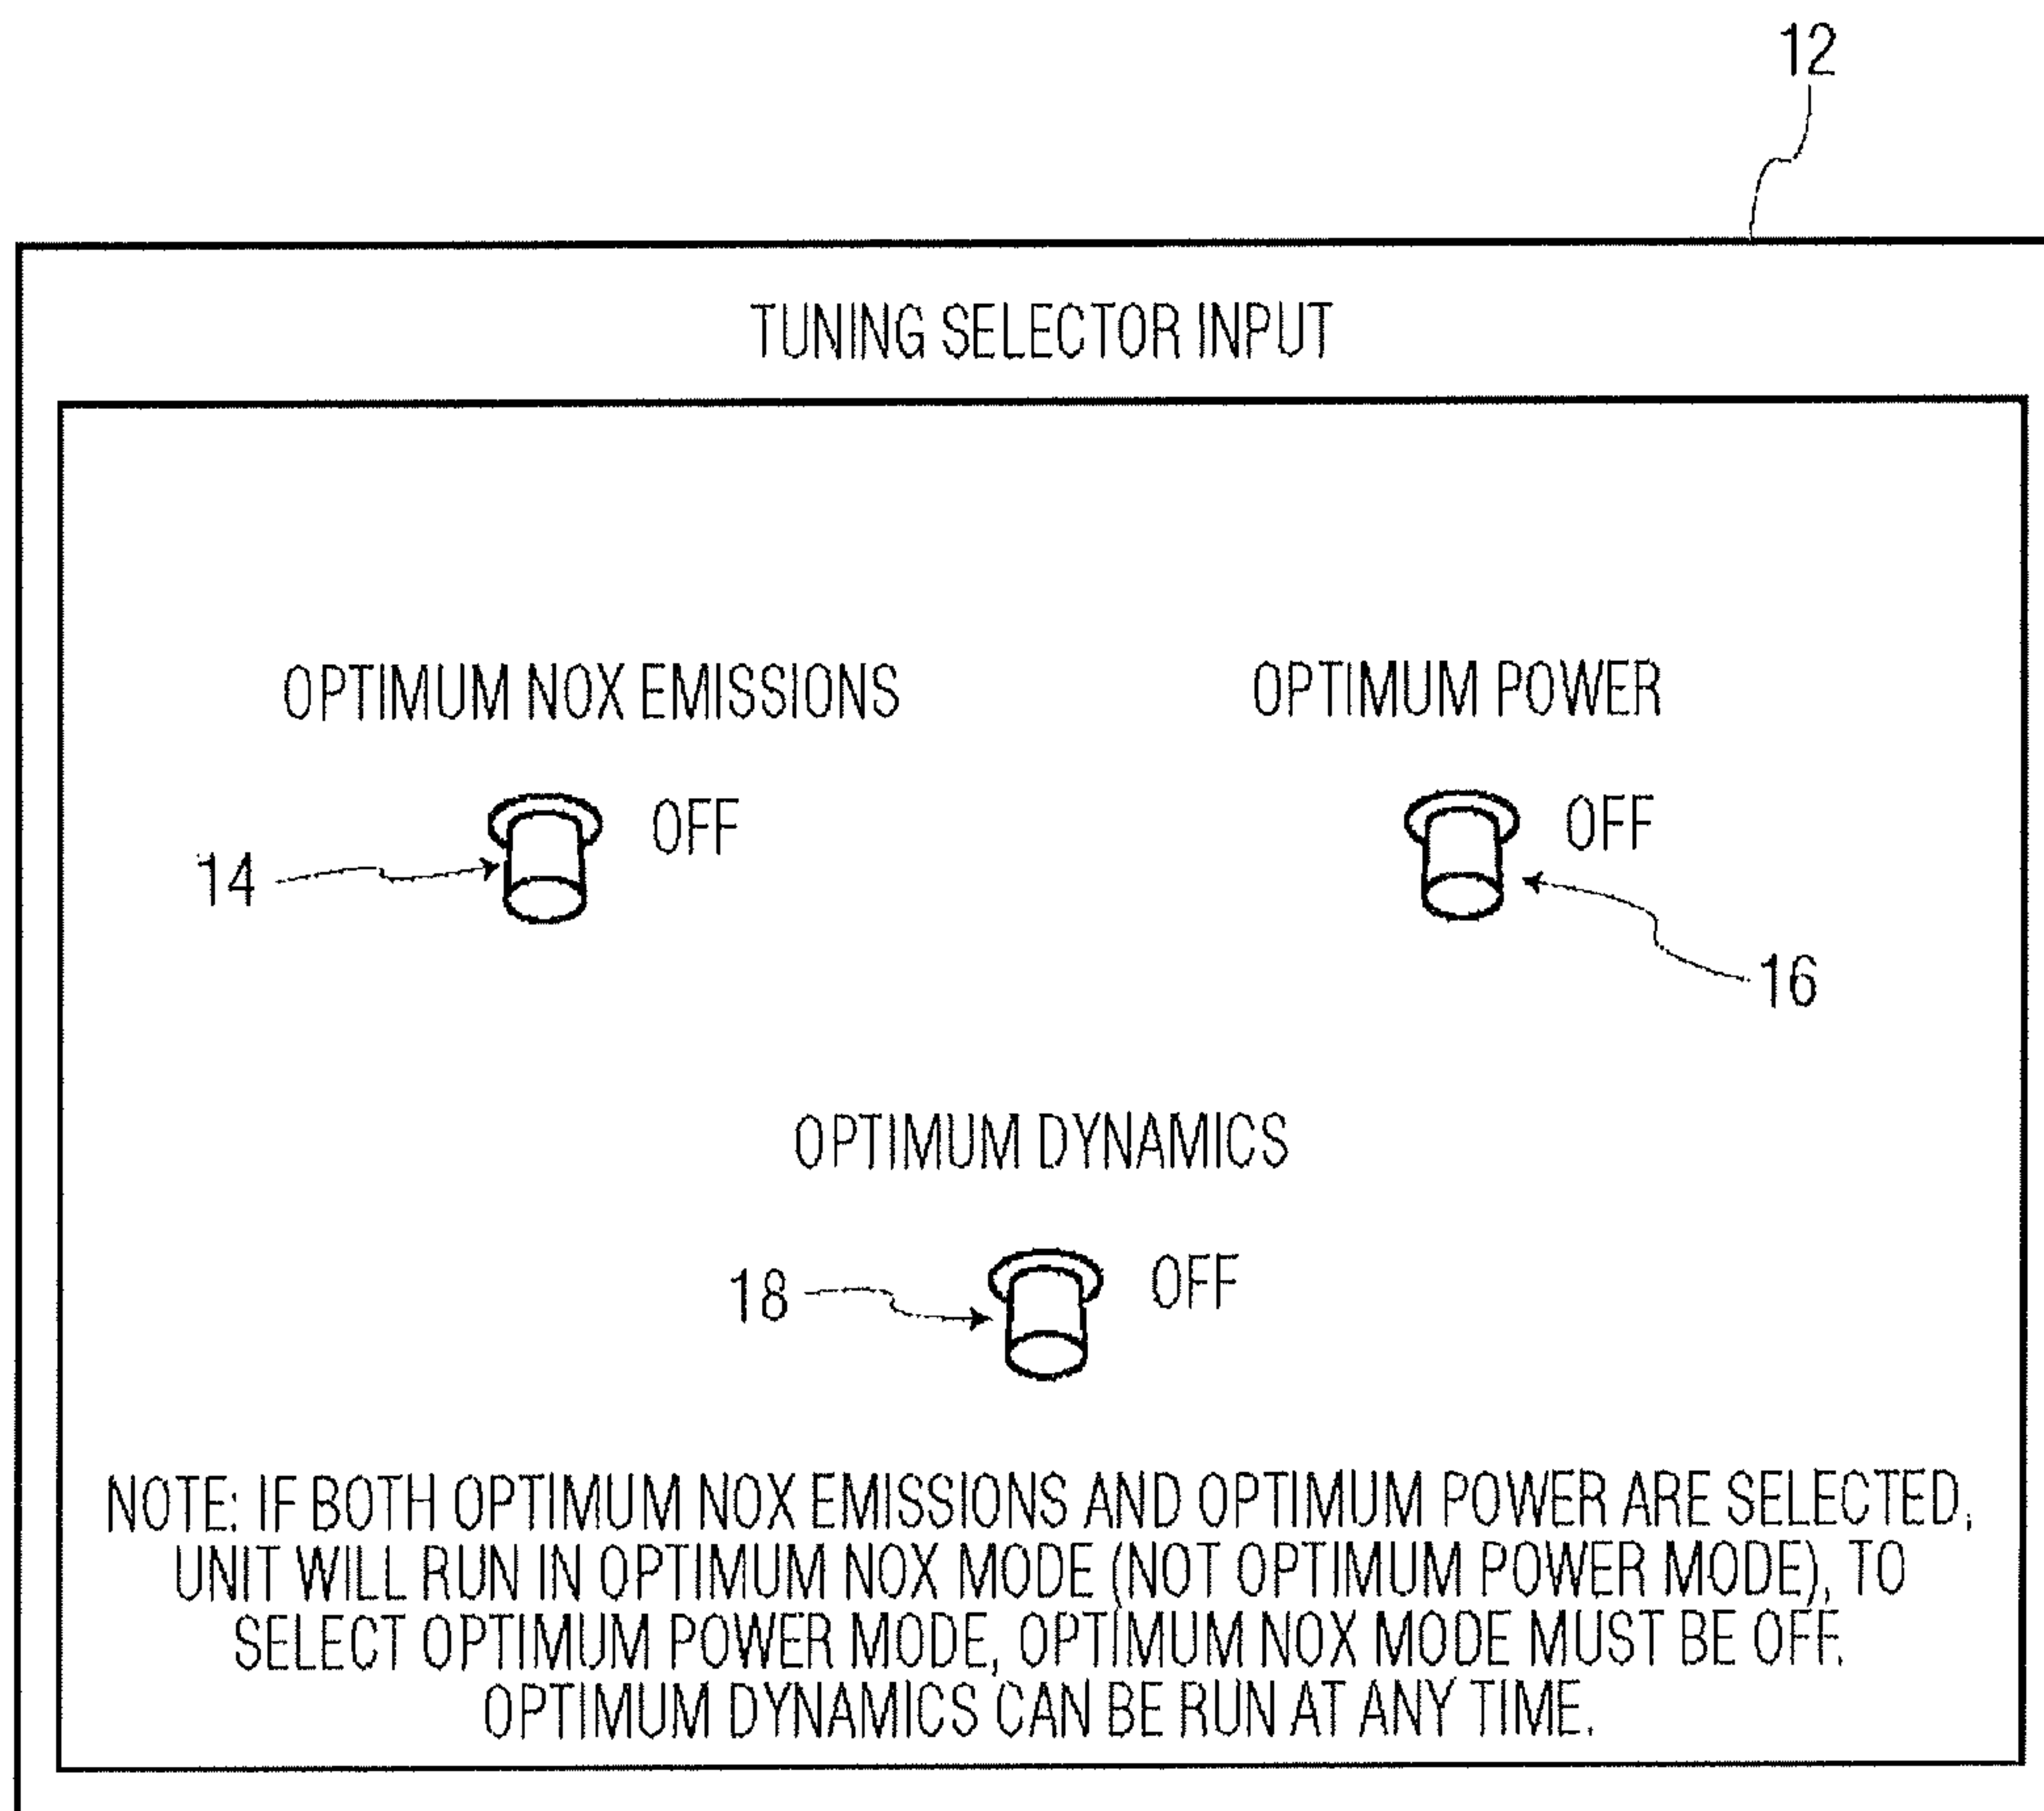 12
TUNING SELECTOR INPUT
OPTIMUM NOX EMISSIONS
OPTIMUM POWER
OFF
OFF
14
16
OPTIMUM DYNAMICS
OFF
18
NOTE: IF BOTH OPTIMUM NOX EMISSIONS AND OPTIMUM POWER ARE SELECTED,
UNIT WILL RUN IN OPTIMUM NOX MODE (NOT OPTIMUM POWER MODE), TO
SELECT OPTIMUM POWER MODE, OPTIMUM NOX MODE MUST BE OFF.
OPTIMUM DYNAMICS CAN BE RUN AT ANY TIME.